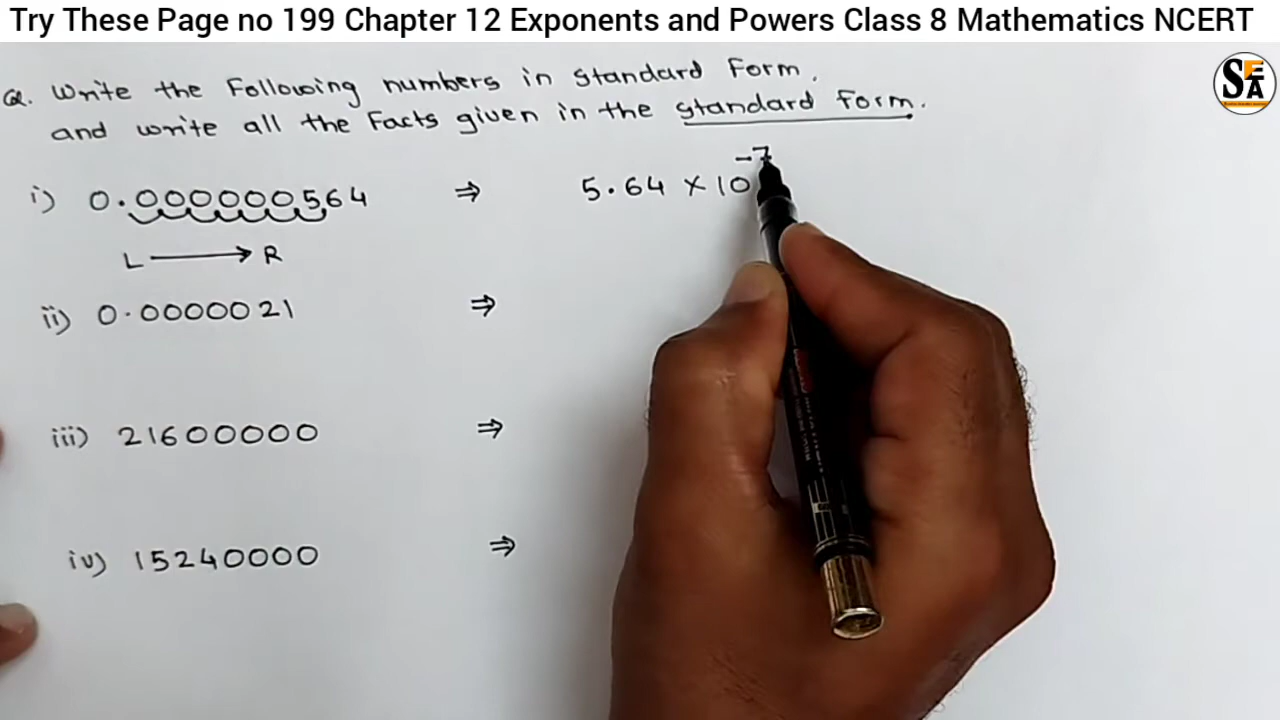 Try These Page no 199 Chapter 12 Exponents and Powers Class 8 Mathematics NCERT
SFA
Q. Write the Following numbers in standard Form.
and write all the Facts given in the standard Form.
i) 0.000000564 ⇒ 5.64 × 10⁻⁷
L → R
ii) 0.0000021 ⇒
iii) 21600000 ⇒
iv) 15240000 ⇒